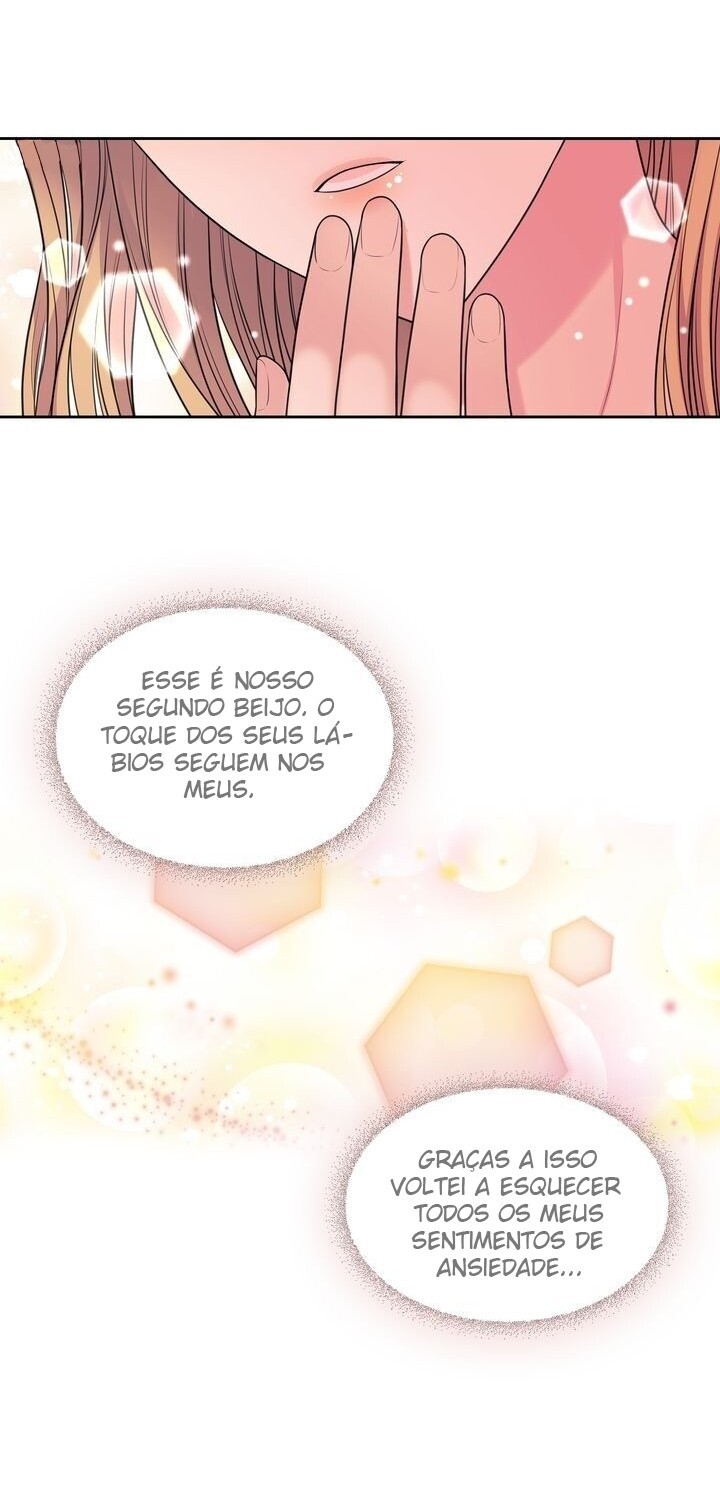 ESSE É NOSSO
SEGUNDO BEIJO. O
TOQUE DOS SEUS LÁ-
BIOS SEGUEM NOS
MEUS.
GRAÇAS A ISSO
VOLTEI A ESQUECER
TODOS OS MEUS
SENTIMENTOS DE
ANSIEDADE...